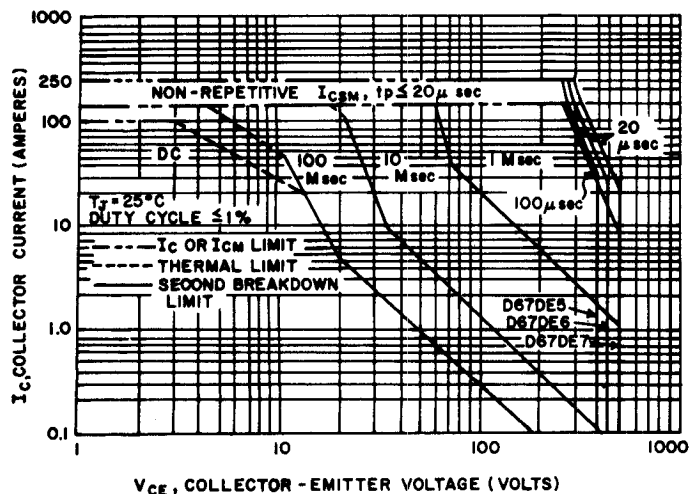 1000
250
NON-REPETITIVE ICSM, tp ≤ 20 μ sec
100
DC
100 Msec
10 Msec
1 Msec
20 μ sec
100 μ sec
TJ = 25°C
DUTY CYCLE ≤ 1%
IC OR ICM LIMIT
THERMAL LIMIT
SECOND BREAKDOWN LIMIT
10
1.0
0.1
D67DE5
D67DE6
D67DE7
1
10
100
1000
IC, COLLECTOR CURRENT (AMPERES)
VCE, COLLECTOR - EMITTER VOLTAGE (VOLTS)